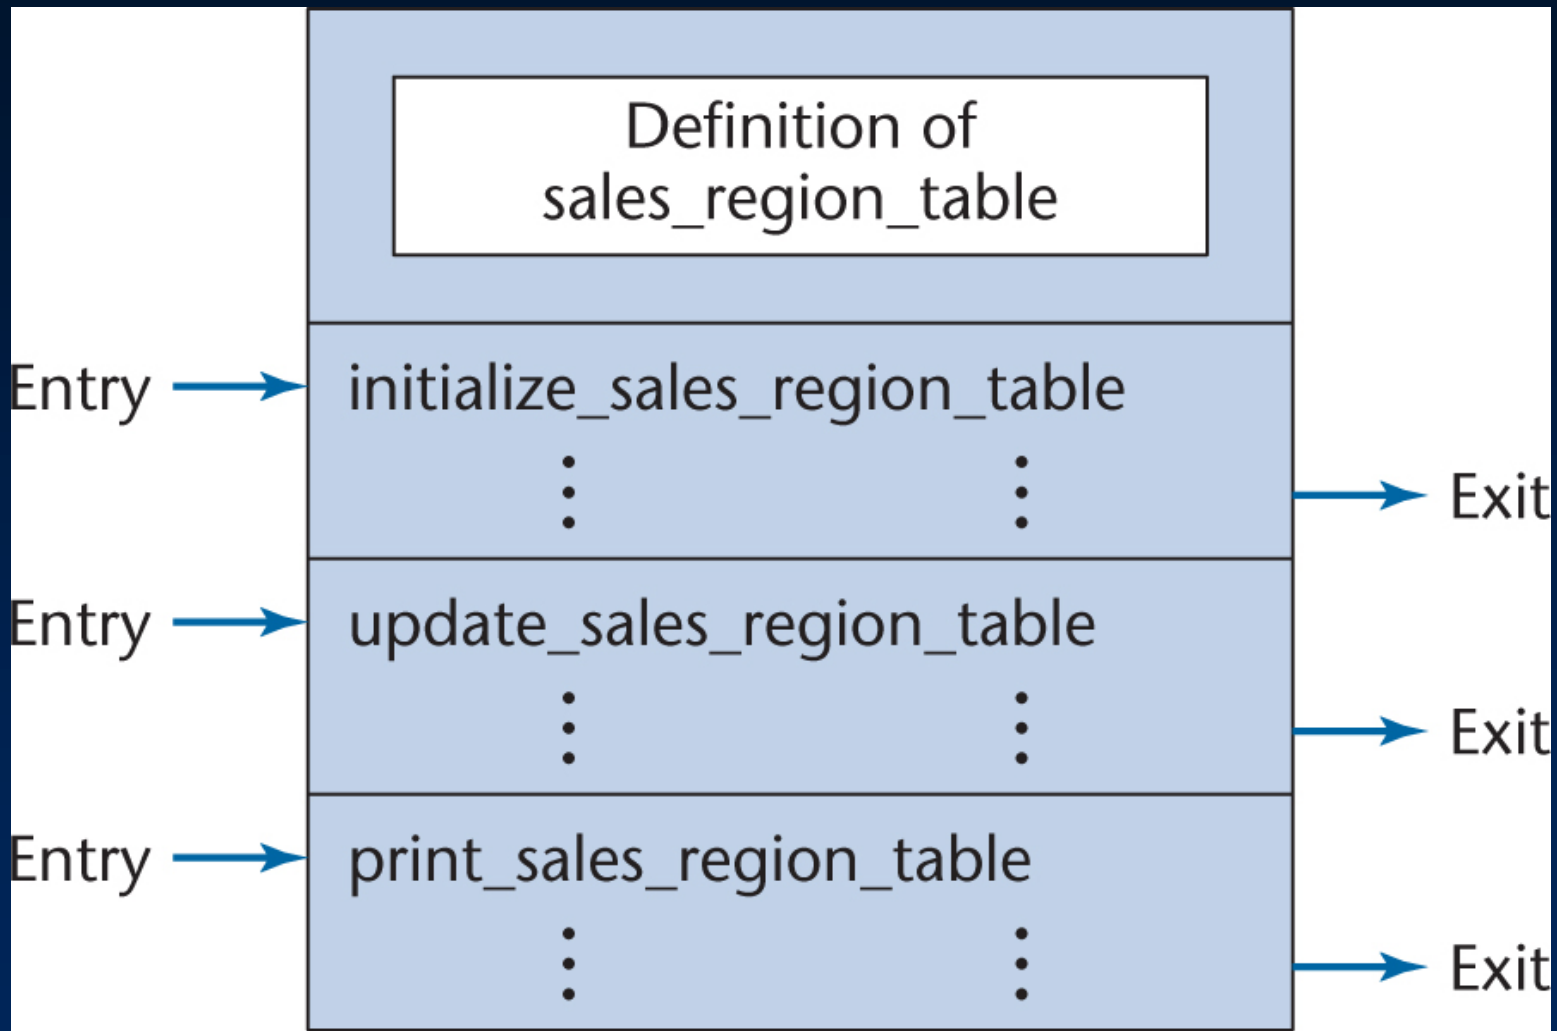 Definition of
sales_region_table
Entry
initialize_sales_region_table
Exit
Entry
update_sales_region_table
Exit
Entry
print_sales_region_table
Exit